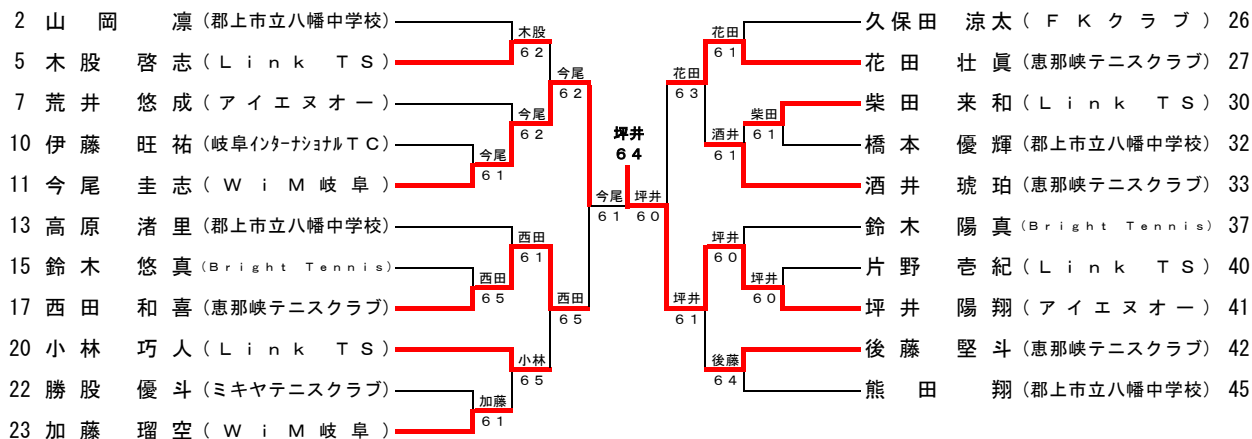 2 山岡 凛 (郡上市立八幡中学校)
5 木股 啓志 (Link TS)
7 荒井 悠成 (アイエヌオー)
10 伊藤 旺祐 (岐阜インターナショナルTC)
11 今尾 圭志 (WiM岐阜)
13 高原 渚里 (郡上市立八幡中学校)
15 鈴木 悠真 (Bright Tennis)
17 西田 和喜 (恵那峡テニスクラブ)
20 小林 巧人 (Link TS)
22 勝股 優斗 (ミキヤテニスクラブ)
23 加藤 瑠空 (WiM岐阜)
木股
62
今尾
61
今尾
62
今尾
62
西田
65
西田
61
加藤
61
小林
65
西田
65
今尾
61
坪井
64
坪井
60
花田
63
坪井
61
花田
61
柴田
61
酒井
61
坪井
60
坪井
60
後藤
64
久保田 涼太 (FKクラブ) 26
花田 壮眞 (恵那峡テニスクラブ) 27
柴田 来和 (Link TS) 30
橋本 優輝 (郡上市立八幡中学校) 32
酒井 琥珀 (恵那峡テニスクラブ) 33
鈴木 陽真 (Bright Tennis) 37
片野 壱紀 (Link TS) 40
坪井 陽翔 (アイエヌオー) 41
後藤 堅斗 (恵那峡テニスクラブ) 42
熊田 翔 (郡上市立八幡中学校) 45